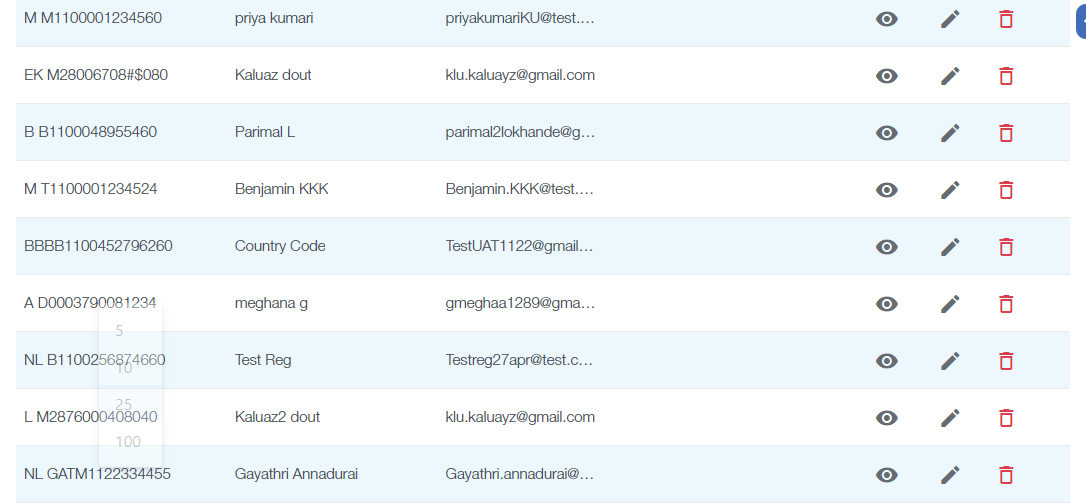 M M1100001234560 priya kumari priyakumariKU@test....
EK M28006708#$080 Kaluaz dout klu.kaluayz@gmail.com
B B1100048955460 Parimal L parimal2lokhande@g...
M T1100001234524 Benjamin KKK Benjamin.KKK@test....
BBBB1100452796260 Country Code TestUAT1122@gmail...
A D0003790081234 meghana g gmeghaa1289@gma...
5
NL B1100256874660 Test Reg Testreg27apr@test.c...
10
25
L M2876000408040 Kaluaz2 dout klu.kaluayz@gmail.com
100
NL GATM1122334455 Gayathri Annadurai Gayathri.annadurai@...